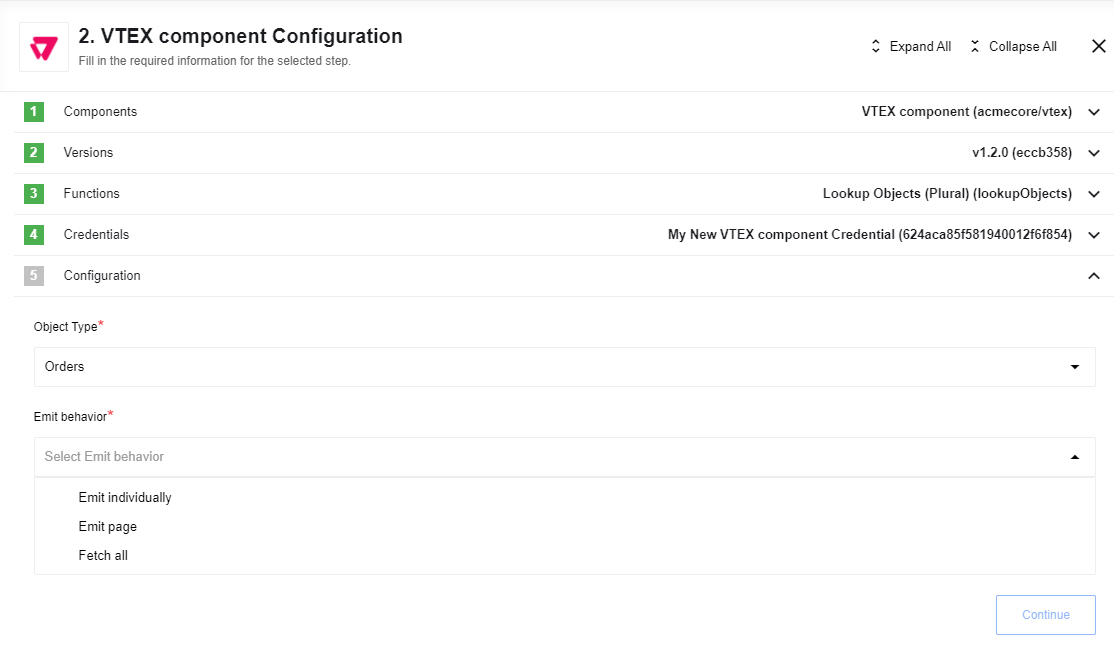 2. VTEX component Configuration
Fill in the required information for the selected step.
Expand All
Collapse All
1 Components VTEX component (acmecore/vtex)
2 Versions v1.2.0 (eccb358)
3 Functions Lookup Objects (Plural) (lookupObjects)
4 Credentials My New VTEX component Credential (624aca85f581940012f6f854)
5 Configuration
Object Type*
Orders
Emit behavior*
Select Emit behavior
Emit individually
Emit page
Fetch all
Continue